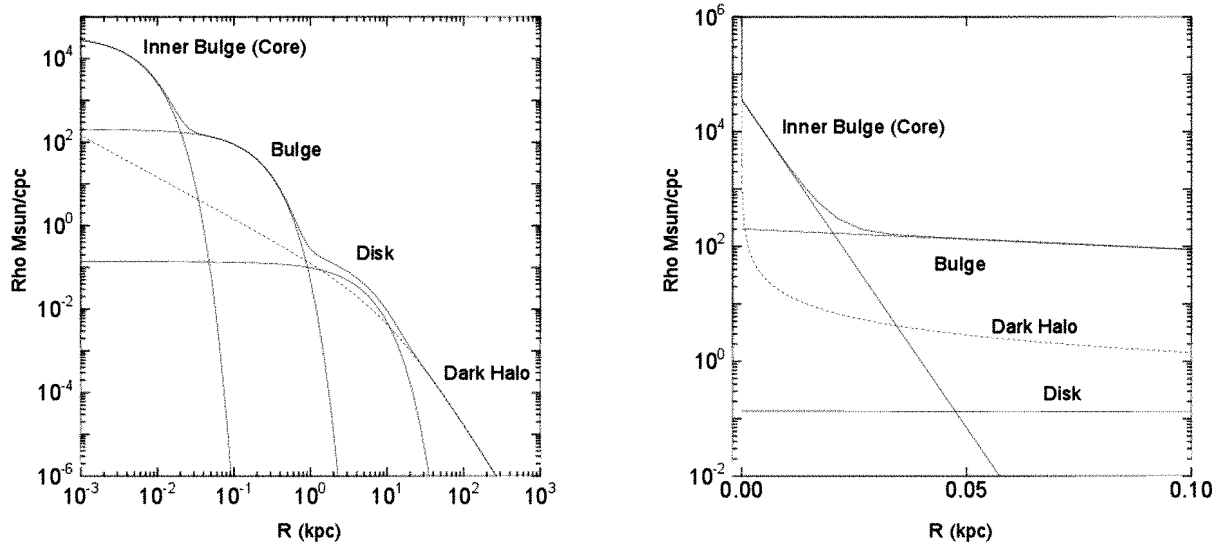 10^4
10^2
10^0
10^-2
10^-4
10^-6
Rho Msun/cpc
Inner Bulge (Core)
Bulge
Disk
Dark Halo
10^-3 10^-2 10^-1 10^0 10^1 10^2 10^3
R (kpc)
10^6
10^4
10^2
10^0
10^-2
Rho Msun/cpc
Inner Bulge (Core)
Bulge
Dark Halo
Disk
0.00 0.05 0.10
R (kpc)